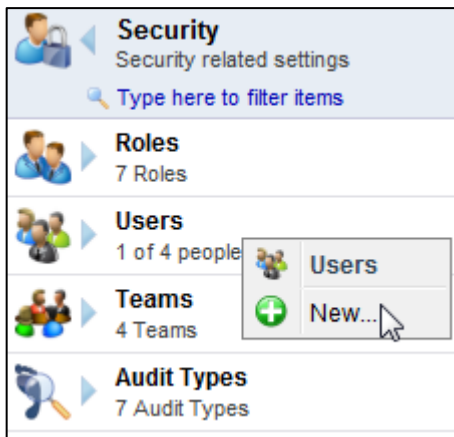 Security
Security related settings
Type here to filter items
Roles
7 Roles
Users
1 of 4 people
Users
New...
Teams
4 Teams
Audit Types
7 Audit Types